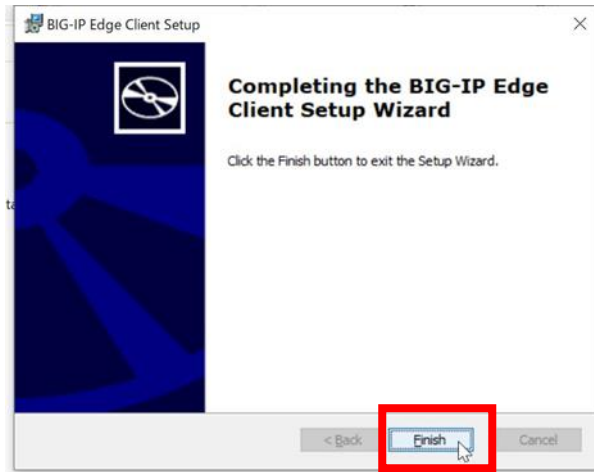 BIG-IP Edge Client Setup
Completing the BIG-IP Edge
Client Setup Wizard
Click the Finish button to exit the Setup Wizard.
< Back
Finish
Cancel